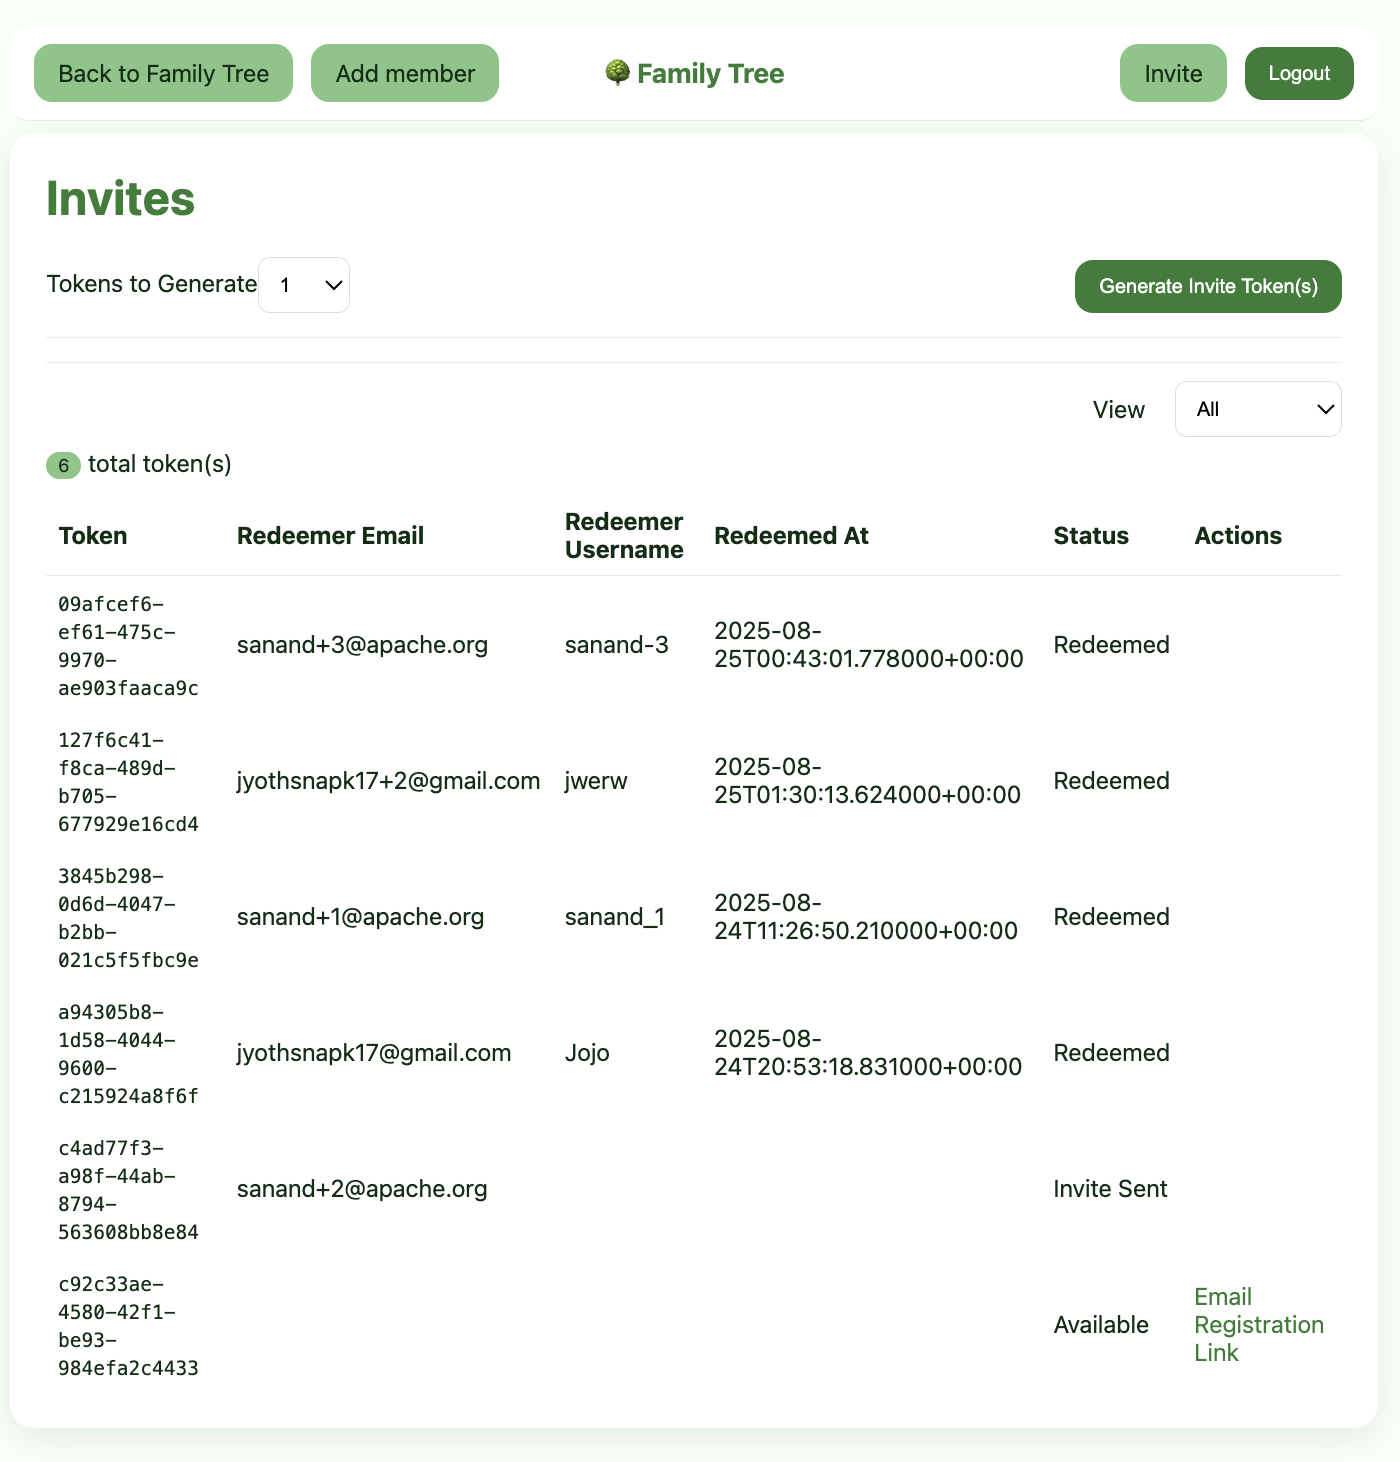 Back to Family Tree
Add member
Family Tree
Invite
Logout
Invites
Tokens to Generate
1
Generate Invite Token(s)
View
All
6 total token(s)
Token
Redeemer Email
Redeemer
Username
Redeemed At
Status
Actions
09afcef6-
ef61-475c-
9970-
ae903faaca9c
sanand+3@apache.org
sanand-3
2025-08-
25T00:43:01.778000+00:00
Redeemed
127f6c41-
f8ca-489d-
b705-
677929e16cd4
jyothsnapk17+2@gmail.com
jwerw
2025-08-
25T01:30:13.624000+00:00
Redeemed
3845b298-
0d6d-4047-
b2bb-
021c5f5fbc9e
sanand+1@apache.org
sanand_1
2025-08-
24T11:26:50.210000+00:00
Redeemed
a94305b8-
1d58-4044-
9600-
c215924a8f6f
jyothsnapk17@gmail.com
Jojo
2025-08-
24T20:53:18.831000+00:00
Redeemed
c4ad77f3-
a98f-44ab-
8794-
563608bb8e84
sanand+2@apache.org
Invite Sent
c92c33ae-
4580-42f1-
be93-
984efa2c4433
Available
Email
Registration
Link